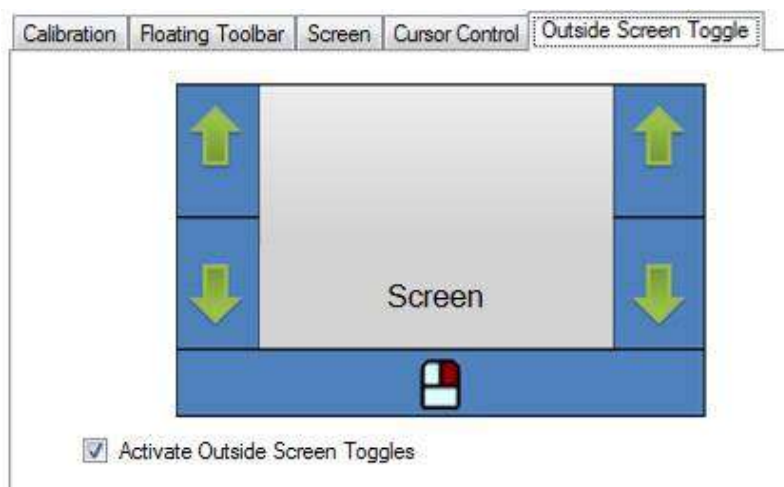 Calibration Floating Toolbar Screen Cursor Control Outside Screen Toggle
Screen
Activate Outside Screen Toggles